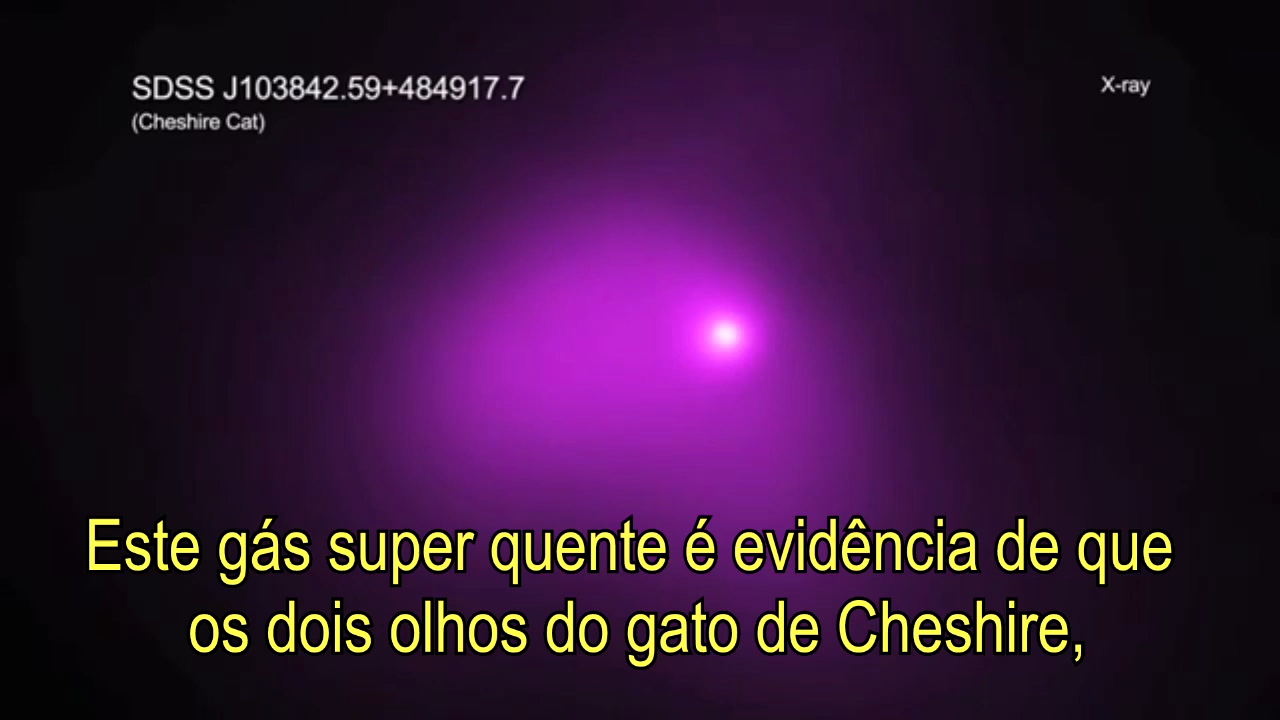 SDSS J103842.59+484917.7
X-ray
(Cheshire Cat)
Este gás super quente é evidência de que
os dois olhos do gato de Cheshire,